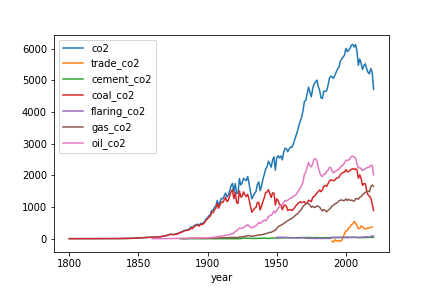 co2
trade_co2
cement_co2
coal_co2
flaring_co2
gas_co2
oil_co2
6000
5000
4000
3000
2000
1000
0
1800 1850 1900 1950 2000
year